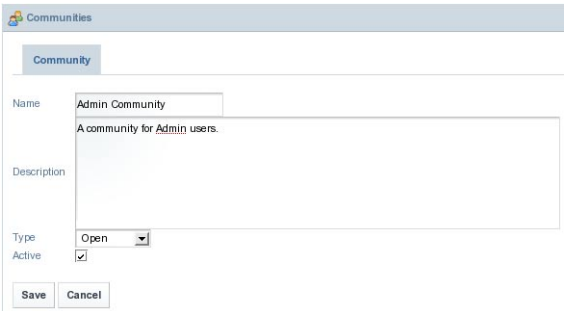 Communities
Community
Name
Admin Community
A community for Admin users.
Description
Type
Open
Active
Save Cancel